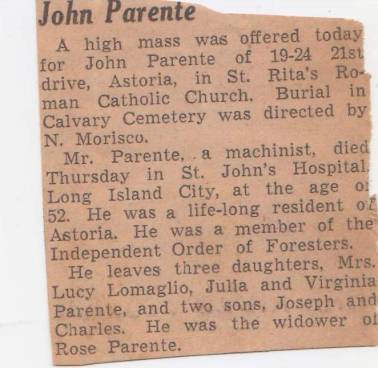 John Parente
A high mass was offered today
for John Parente of 19-24 21st
drive, Astoria, in St. Rita's Ro-
man Catholic Church. Burial in
Calvary Cemetery was directed by
N. Morisco.
Mr. Parente, a machinist, died
Thursday in St. John's Hospital,
Long Island City, at the age of
52. He was a life-long resident of
Astoria. He was a member of the
Independent Order of Foresters.
He leaves three daughters, Mrs.
Lucy Lomaglio, Julia and Virginia
Parente, and two sons, Joseph and
Charles. He was the widower of
Rose Parente.